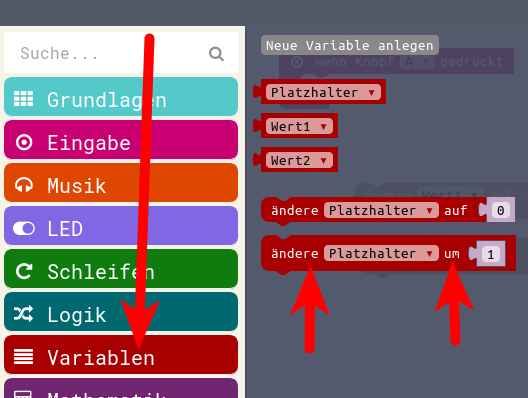 Suche...
Grundlagen
Eingabe
Musik
LED
Schleifen
Logik
Variablen
Mathematik
Neue Variable anlegen
wenn Knopf A gedrückt
Platzhalter
Wert1
Wert2
ändere Wert1 auf
ändere Platzhalter auf 0
ändere Platzhalter um 1